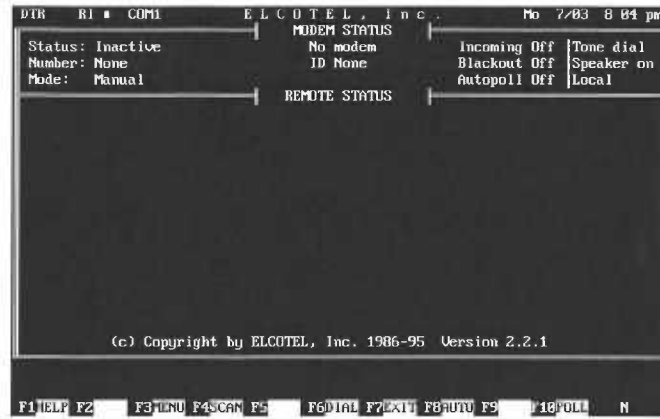 DTR RI ■ COM1 E L C O T E L , I n c . Mo 7/03 8 04 pm
MODEM STATUS
Status: Inactive No modem Incoming Off Tone dial
Number: None ID None Blackout Off Speaker on
Mode: Manual Autopoll Off Local
REMOTE STATUS
(c) Copyright by ELCOTEL, Inc. 1986-95 Version 2.2.1
F1HELP F2 F3MENU F4SCAN F5 F6DIAL F7EXIT F8AUTO F9 F10POLL N